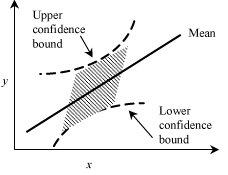 Upper
confidence
bound
Mean
y
Lower
confidence
bound
x